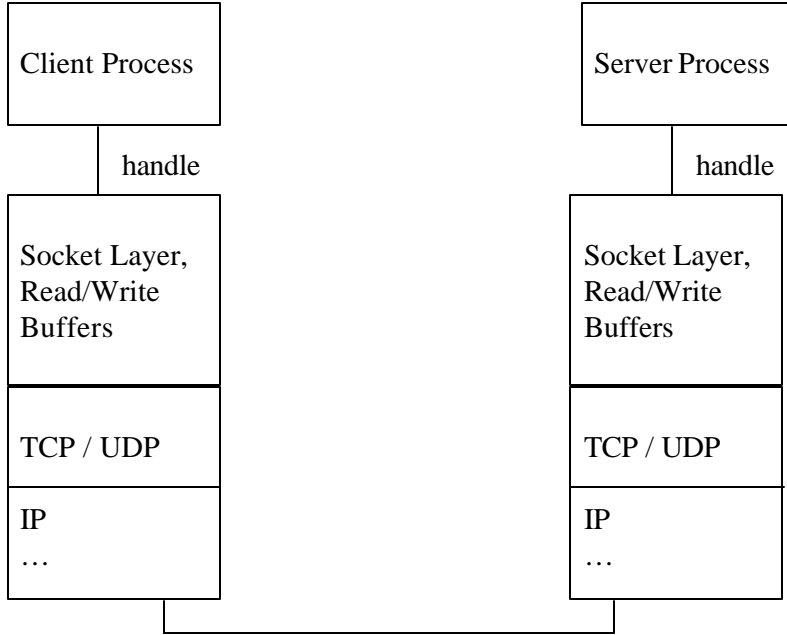 Client Process
Server Process
handle
handle
Socket Layer,
Read/Write
Buffers
Socket Layer,
Read/Write
Buffers
TCP / UDP
TCP / UDP
IP
…
IP
…